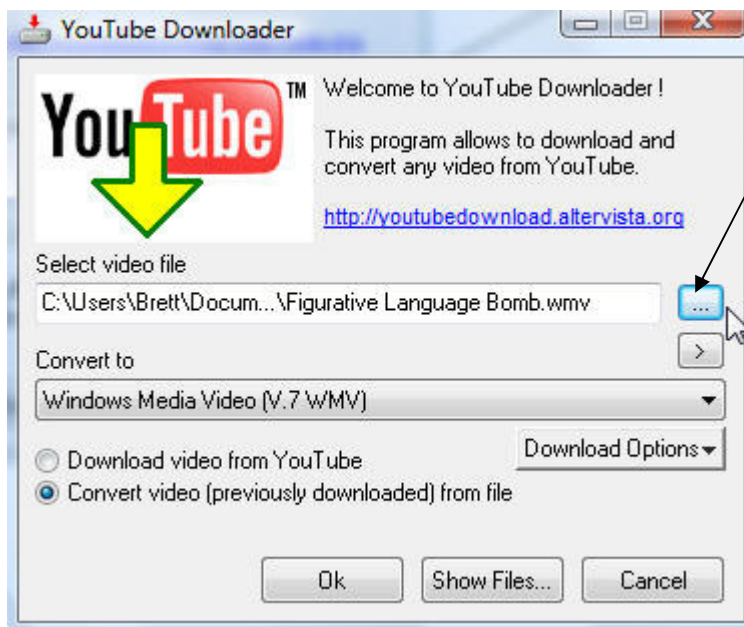 YouTube Downloader
You Tube TM
Welcome to YouTube Downloader !
This program allows to download and
convert any video from YouTube.
http://youtubedownload.altervista.org
Select video file
C:\Users\Brett\Docum...\Figurative Language Bomb.wmv
...
>
Convert to
Windows Media Video (V.7 WMV)
Download Options
Download video from YouTube
Convert video (previously downloaded) from file
Ok
Show Files...
Cancel